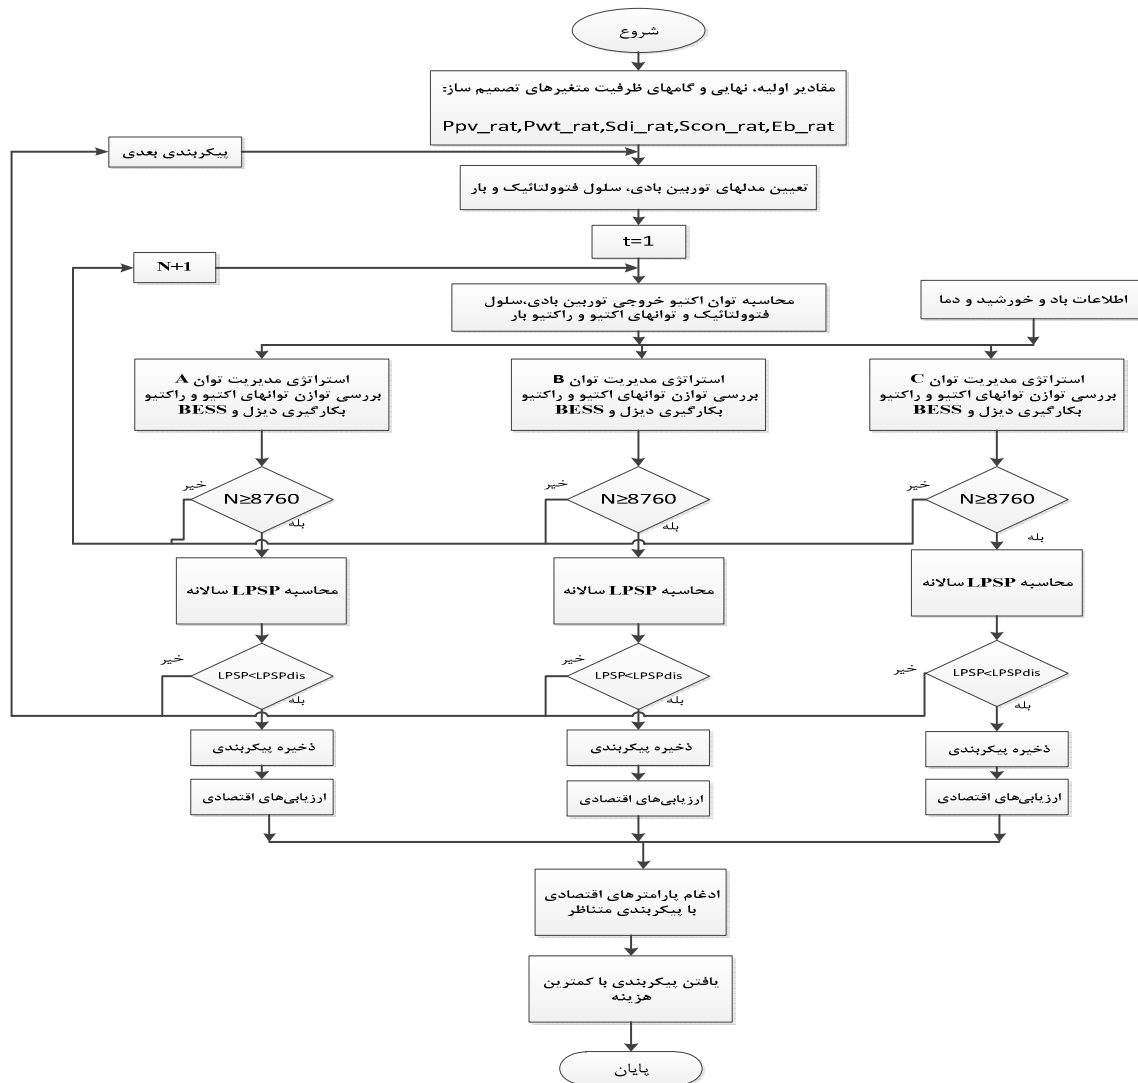 شروع
مقادیر اولیه، نهایی و گامهای ظرفیت متغیرهای تصمیم ساز:
Ppv_rat,Pwt_rat,Sdi_rat,Scon_rat,Eb_rat
پیکربندی بعدی
تعیین مدلهای توربین بادی، سلول فتوولتائیک و بار
t=1
N+1
محاسبه توان اکتیو خروجی توربین بادی،سلول
فتوولتائیک و توانهای اکتیو و راکتیو بار
اطلاعات باد و خورشید و دما
استراتژی مدیریت توان A
بررسی توازن توانهای اکتیو و راکتیو
بکارگیری دیزل و BESS
استراتژی مدیریت توان B
بررسی توازن توانهای اکتیو و راکتیو
بکارگیری دیزل و BESS
استراتژی مدیریت توان C
بررسی توازن توانهای اکتیو و راکتیو
بکارگیری دیزل و BESS
خیر
N≥8760
بله
خیر
N≥8760
بله
خیر
N≥8760
بله
محاسبه LPSP سالانه
محاسبه LPSP سالانه
محاسبه LPSP سالانه
خیر
LPSP<LPSPdis
بله
خیر
LPSP<LPSPdis
بله
خیر
LPSP<LPSPdis
بله
ذخیره پیکربندی
ذخیره پیکربندی
ذخیره پیکربندی
ارزیابی‌های اقتصادی
ارزیابی‌های اقتصادی
ارزیابی‌های اقتصادی
ادغام پارامترهای اقتصادی
با پیکربندی متناظر
یافتن پیکربندی با کمترین
هزینه
پایان